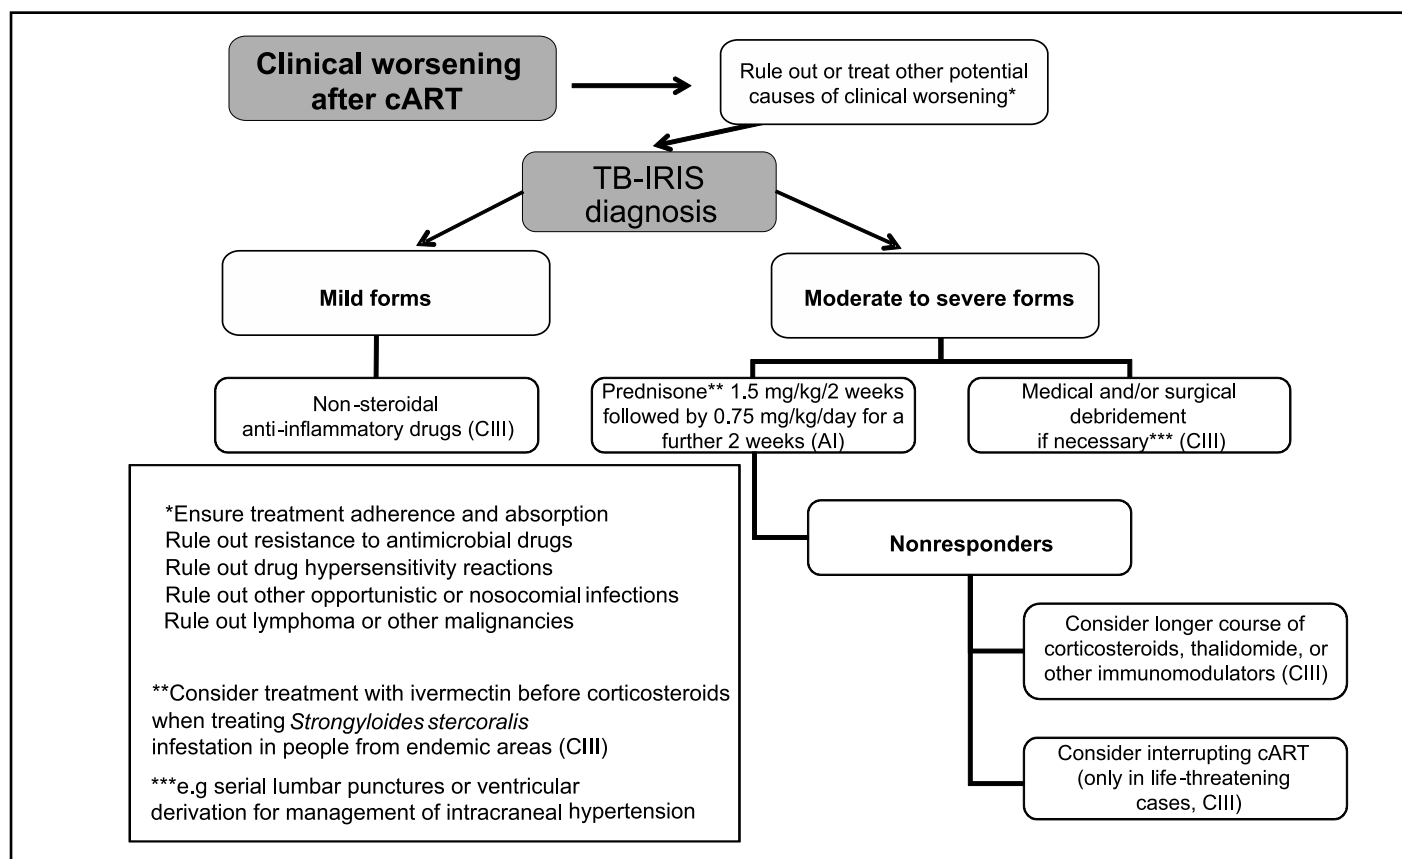 Clinical worsening
after cART
Rule out or treat other potential
causes of clinical worsening*
TB-IRIS
diagnosis
Mild forms
Moderate to severe forms
Non-steroidal
anti-inflammatory drugs (CIII)
Prednisone** 1.5 mg/kg/2 weeks
followed by 0.75 mg/kg/day for a
further 2 weeks (AI)
Medical and/or surgical
debridement
if necessary*** (CIII)
Nonresponders
Consider longer course of
corticosteroids, thalidomide, or
other immunomodulators (CIII)
Consider interrupting cART
(only in life-threatening
cases, CIII)
*Ensure treatment adherence and absorption
Rule out resistance to antimicrobial drugs
Rule out drug hypersensitivity reactions
Rule out other opportunistic or nosocomial infections
Rule out lymphoma or other malignancies
**Consider treatment with ivermectin before corticosteroids
when treating Strongyloides stercoralis
infestation in people from endemic areas (CIII)
***e.g serial lumbar punctures or ventricular
derivation for management of intracraneal hypertension